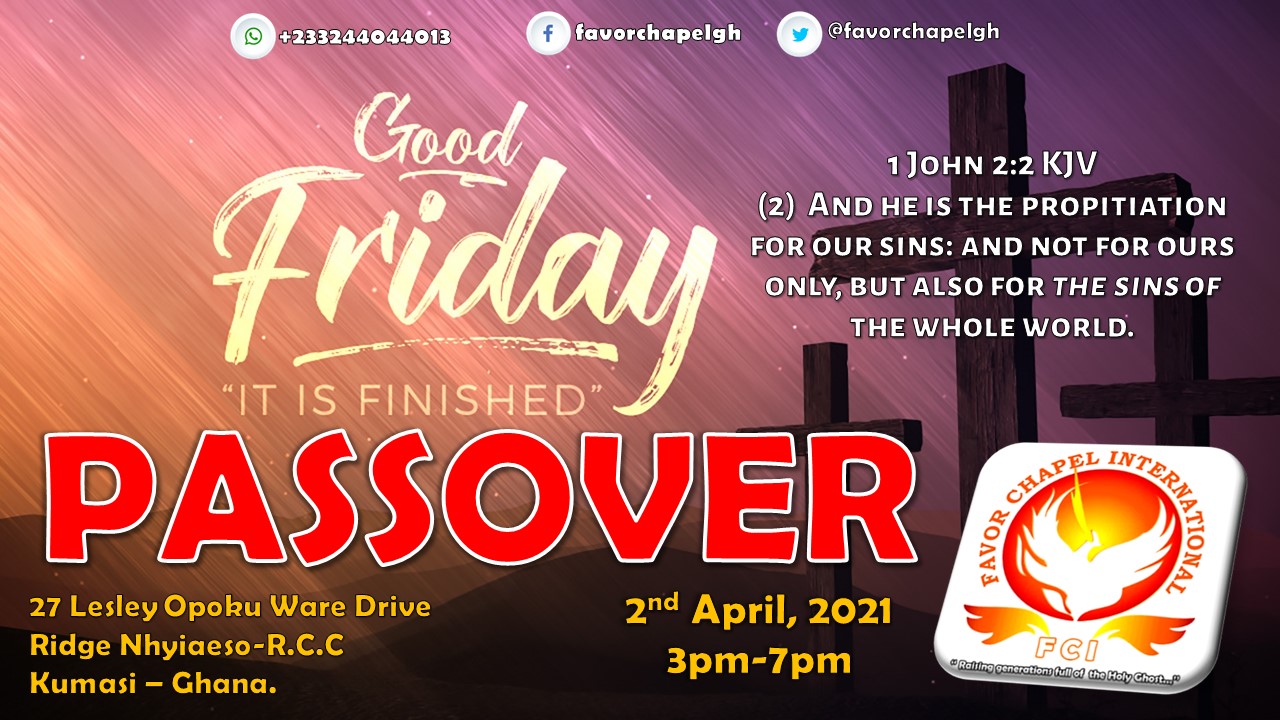 +233244044013
favorchapelgh
@favorchapelgh
Good
Friday
“IT IS FINISHED”
1 John 2:2 KJV
(2) And he is the propitiation
for our sins: and not for ours
only, but also for the sins of
the whole world.
PASSOVER
27 Lesley Opoku Ware Drive
Ridge Nhyiaeso-R.C.C
Kumasi – Ghana.
2nd April, 2021
3pm-7pm
FAVOR CHAPEL INTERNATIONAL
FCI
“Raising generations full of the Holy Ghost...”